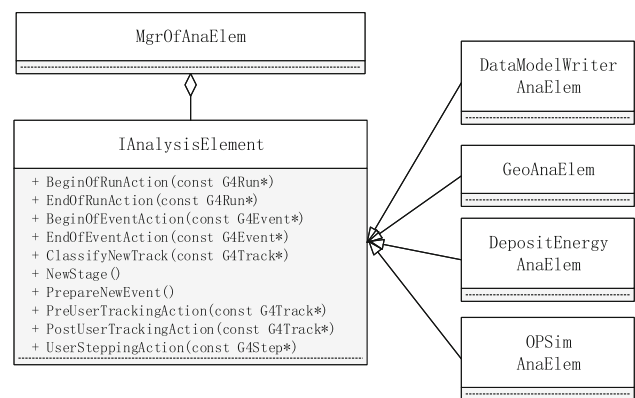 MgrOfAnaElem
IAnalysisElement
+ BeginOfRunAction(const G4Run*)
+ EndOfRunAction(const G4Run*)
+ BeginOfEventAction(const G4Event*)
+ EndOfEventAction(const G4Event*)
+ ClassifyNewTrack(const G4Track*)
+ NewStage()
+ PrepareNewEvent()
+ PreUserTrackingAction(const G4Track*)
+ PostUserTrackingAction(const G4Track*)
+ UserSteppingAction(const G4Step*)
DataModelWriter
AnaElem
GeoAnaElem
DepositEnergy
AnaElem
OPSim
AnaElem